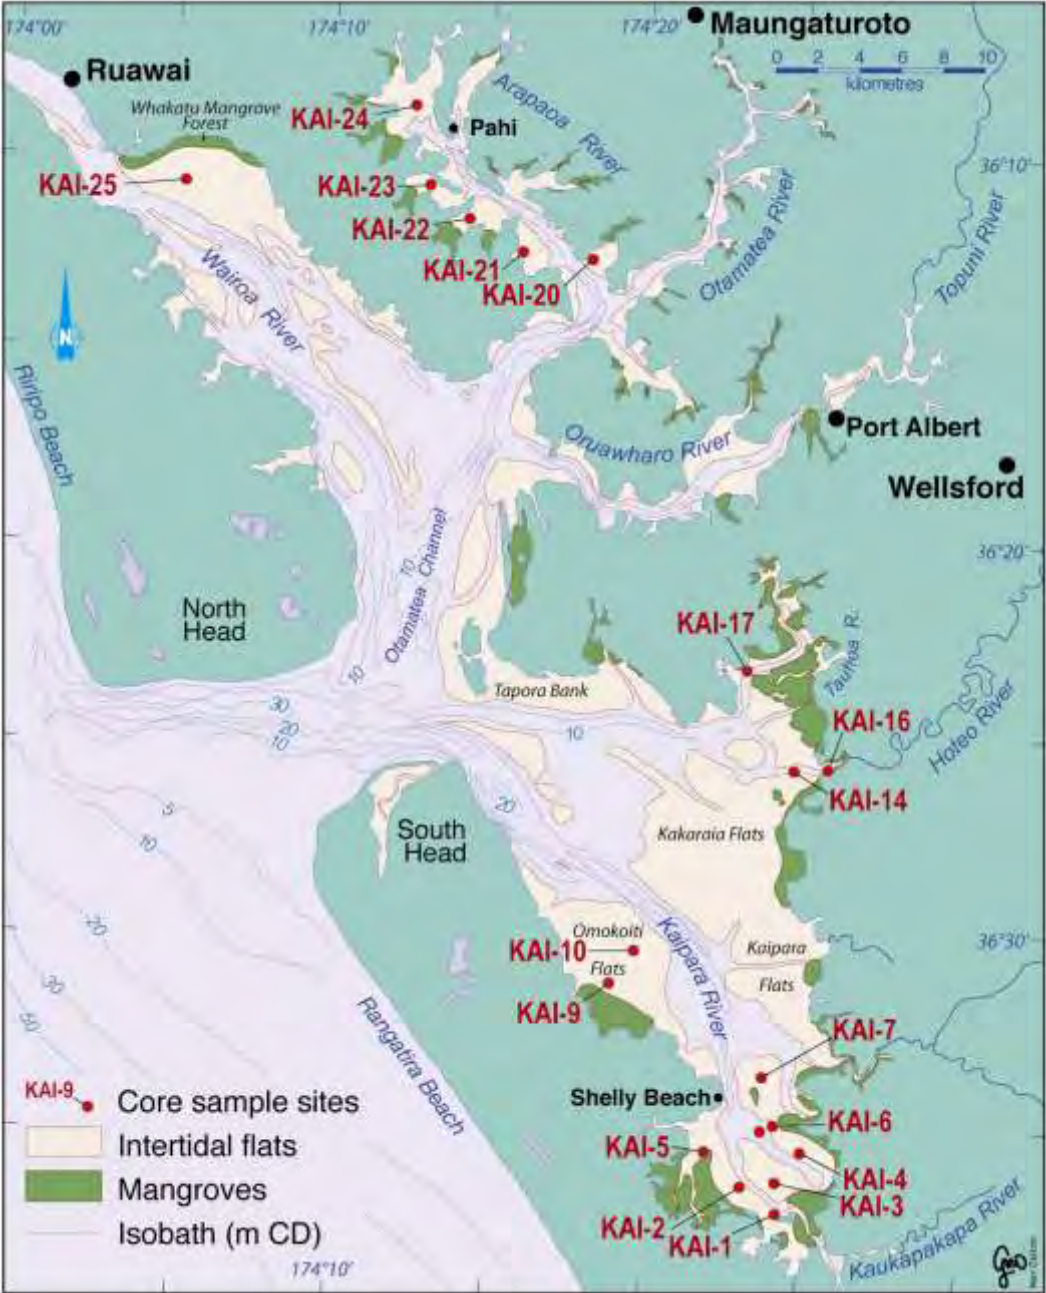 174°00'
174°10'
174°20'
Maungaturoto
Ruawai
0 2 4 6 8 10
kilometres
Whakatu Mangrove
Forest
KAI-24
Pahi
Arapaoa River
36°10'
KAI-25
KAI-23
KAI-22
KAI-21
KAI-20
Otamatea River
Topuni River
Wairoa River
N
Riripo Beach
Oruawharo River
Port Albert
Wellsford
10
Otamatea Channel
36°20'
North
Head
KAI-17
Tauhoa R.
10
30
20
10
Tapora Bank
10
KAI-16
Hoteo River
KAI-14
5
10
20
South
Head
Kakaraia Flats
20
Omokoiti
Flats
KAI-10
Kaipara River
Kaipara
Flats
36°30'
30
50
KAI-9
Rangatira Beach
KAI-7
Shelly Beach
KAI-6
KAI-5
KAI-4
KAI-3
KAI-2
KAI-1
Kaukapakapa River
KAI-9
Core sample sites
Intertidal flats
Mangroves
Isobath (m CD)
174°10'